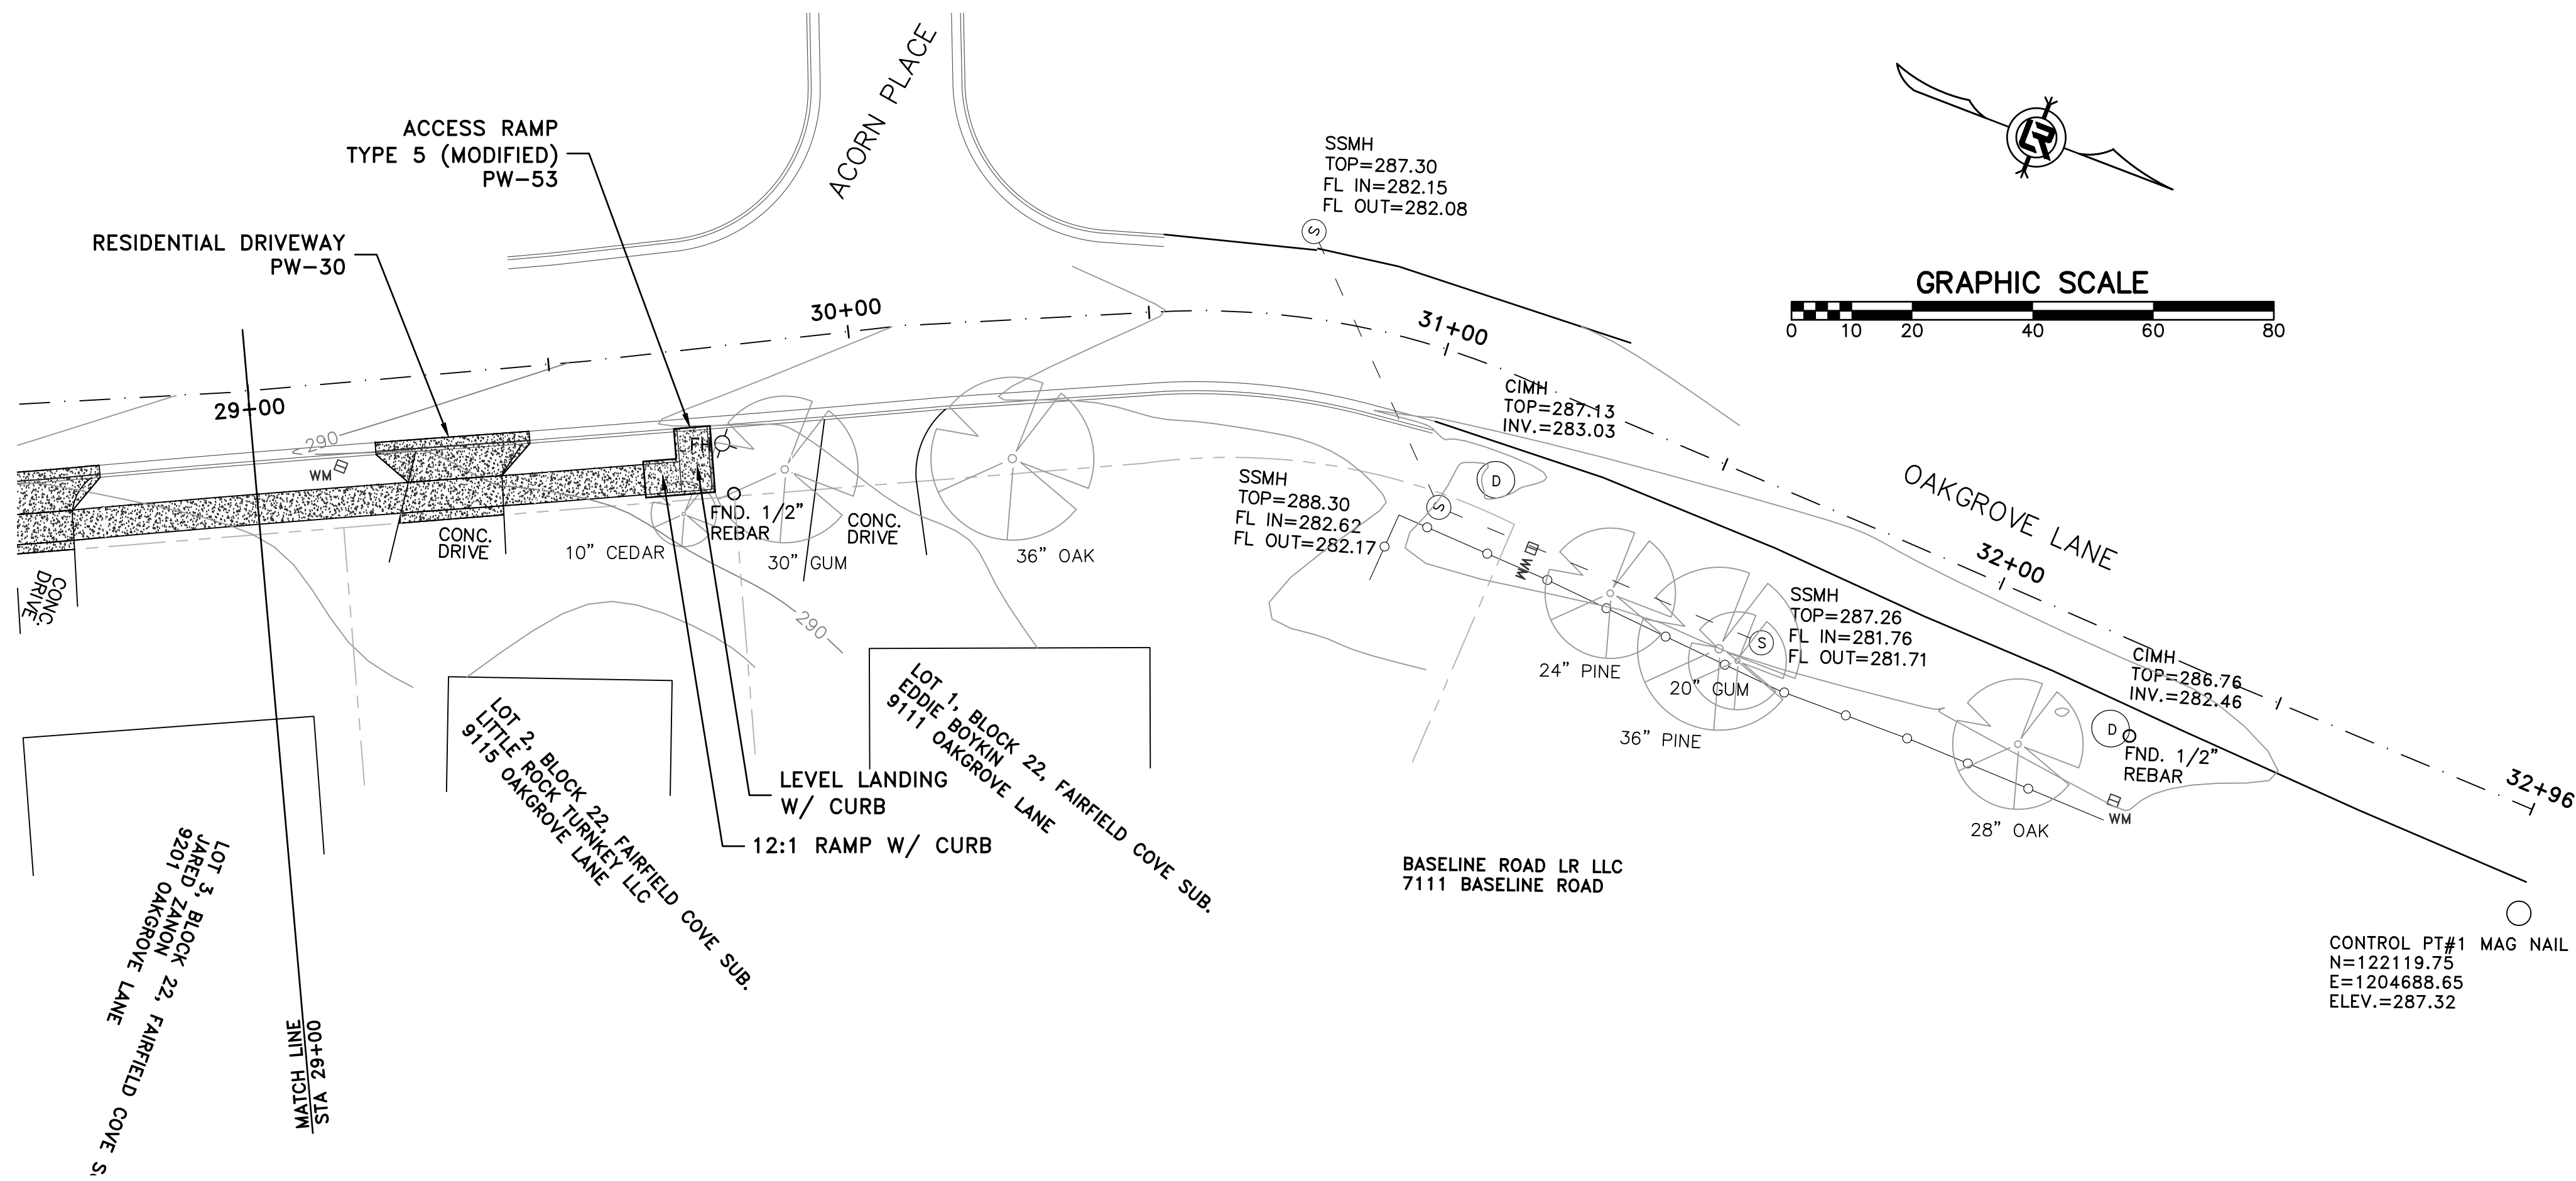 ACORN PLACE
ACCESS RAMP
TYPE 5 (MODIFIED)
PW-53
RESIDENTIAL DRIVEWAY
PW-30
SSMH
TOP=287.30
FL IN=282.15
FL OUT=282.08
LR
GRAPHIC SCALE
0 10 20 40 60 80
29+00
30+00
31+00
32+00
32+96
OAKGROVE LANE
290
WM
FH
CIMH
TOP=287.13
INV.=283.03
SSMH
TOP=288.30
FL IN=282.62
FL OUT=282.17
S
D
S
WM
CONC.
DRIVE
CONC.
DRIVE
10" CEDAR
FND. 1/2"
REBAR
30" GUM
CONC.
DRIVE
36" OAK
290
24" PINE
20" GUM
36" PINE
S
SSMH
TOP=287.26
FL IN=281.76
FL OUT=281.71
CIMH
TOP=286.76
INV.=282.46
D
FND. 1/2"
REBAR
WM
28" OAK
S
LOT 3, BLOCK 22, FAIRFIELD COVE S
JARED ZANON
9201 OAKGROVE LANE
LOT 2, BLOCK 22, FAIRFIELD COVE SUB.
LITTLE ROCK TURNKEY LLC
9115 OAKGROVE LANE
LOT 1, BLOCK 22, FAIRFIELD COVE SUB.
EDDIE BOYKIN
9111 OAKGROVE LANE
LEVEL LANDING
W/ CURB
12:1 RAMP W/ CURB
BASELINE ROAD LR LLC
7111 BASELINE ROAD
MATCH LINE
STA 29+00
CONTROL PT#1 MAG NAIL
N=122119.75
E=1204688.65
ELEV.=287.32